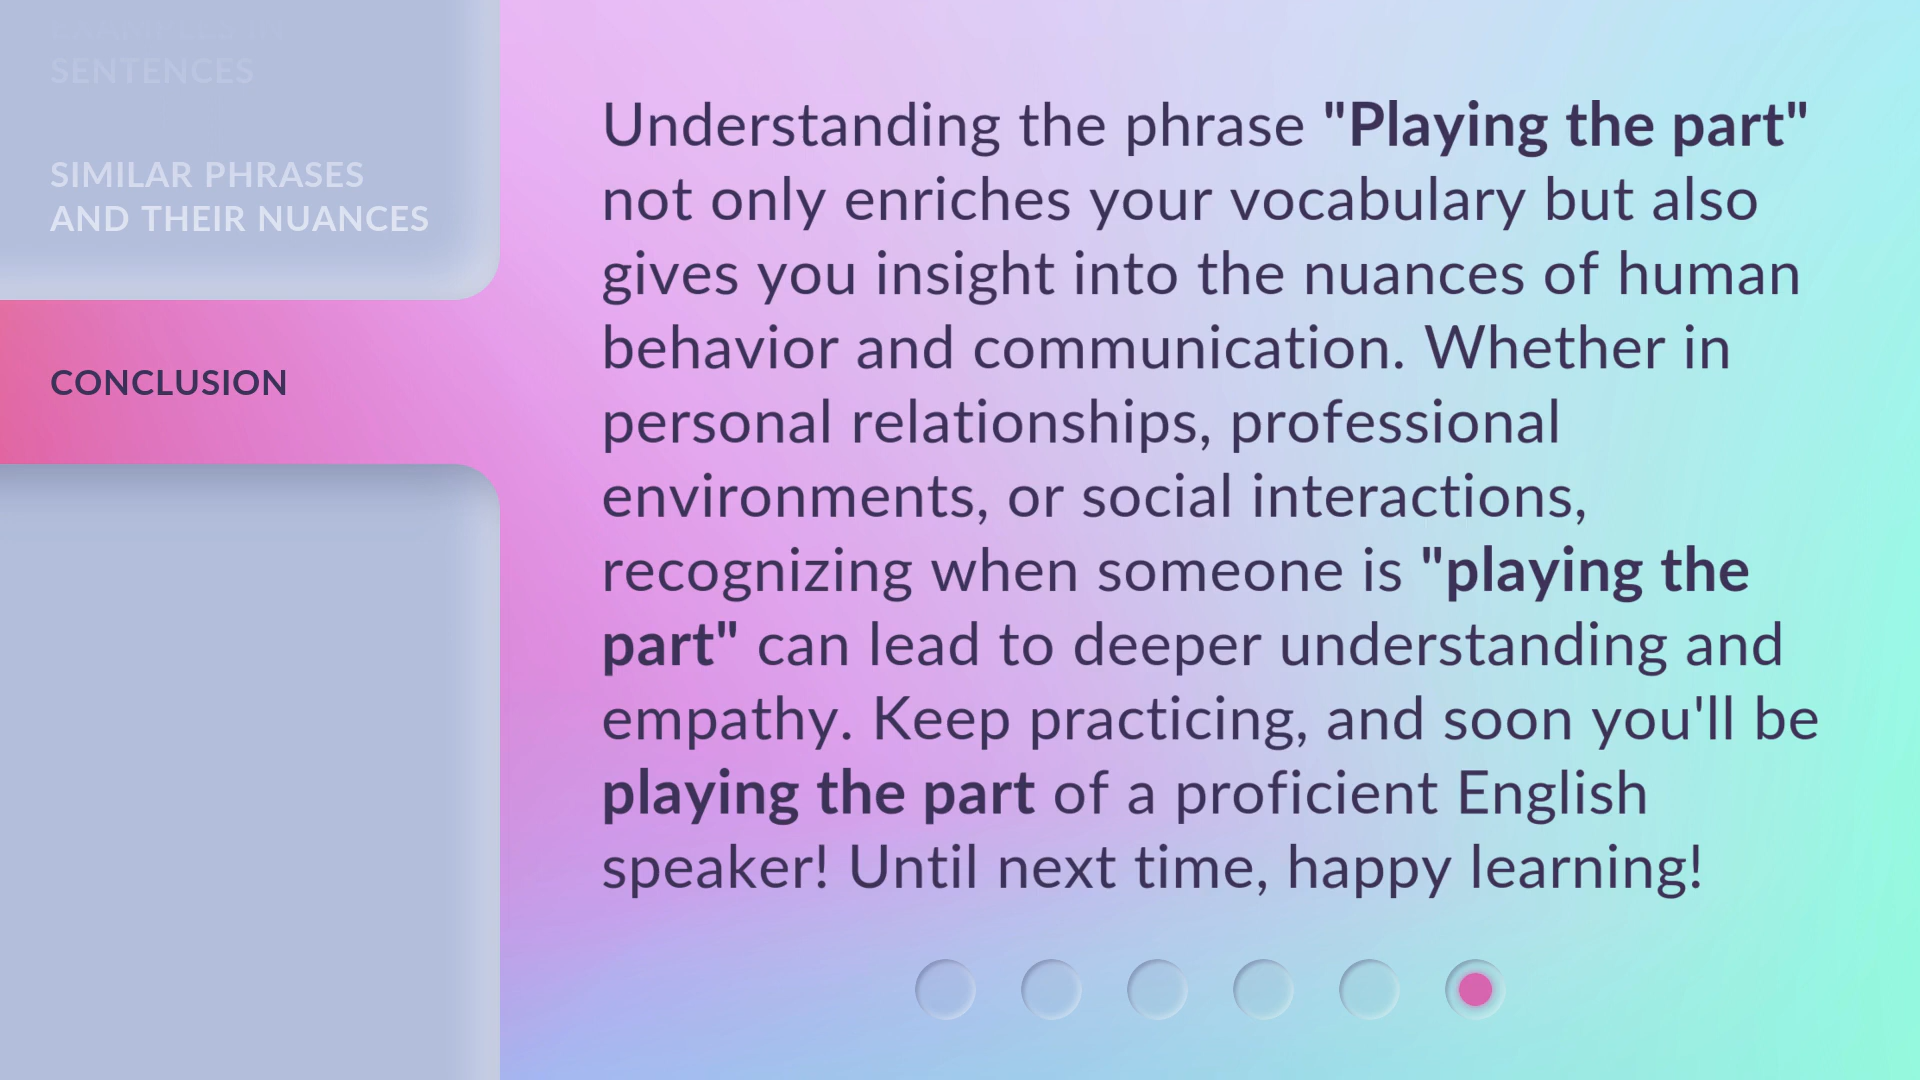 SENTENCES
SIMILAR PHRASES
AND THEIR NUANCES
CONCLUSION
Understanding the phrase "Playing the part"
not only enriches your vocabulary but also
gives you insight into the nuances of human
behavior and communication. Whether in
personal relationships, professional
environments, or social interactions,
recognizing when someone is "playing the
part" can lead to deeper understanding and
empathy. Keep practicing, and soon you'll be
playing the part of a proficient English
speaker! Until next time, happy learning!